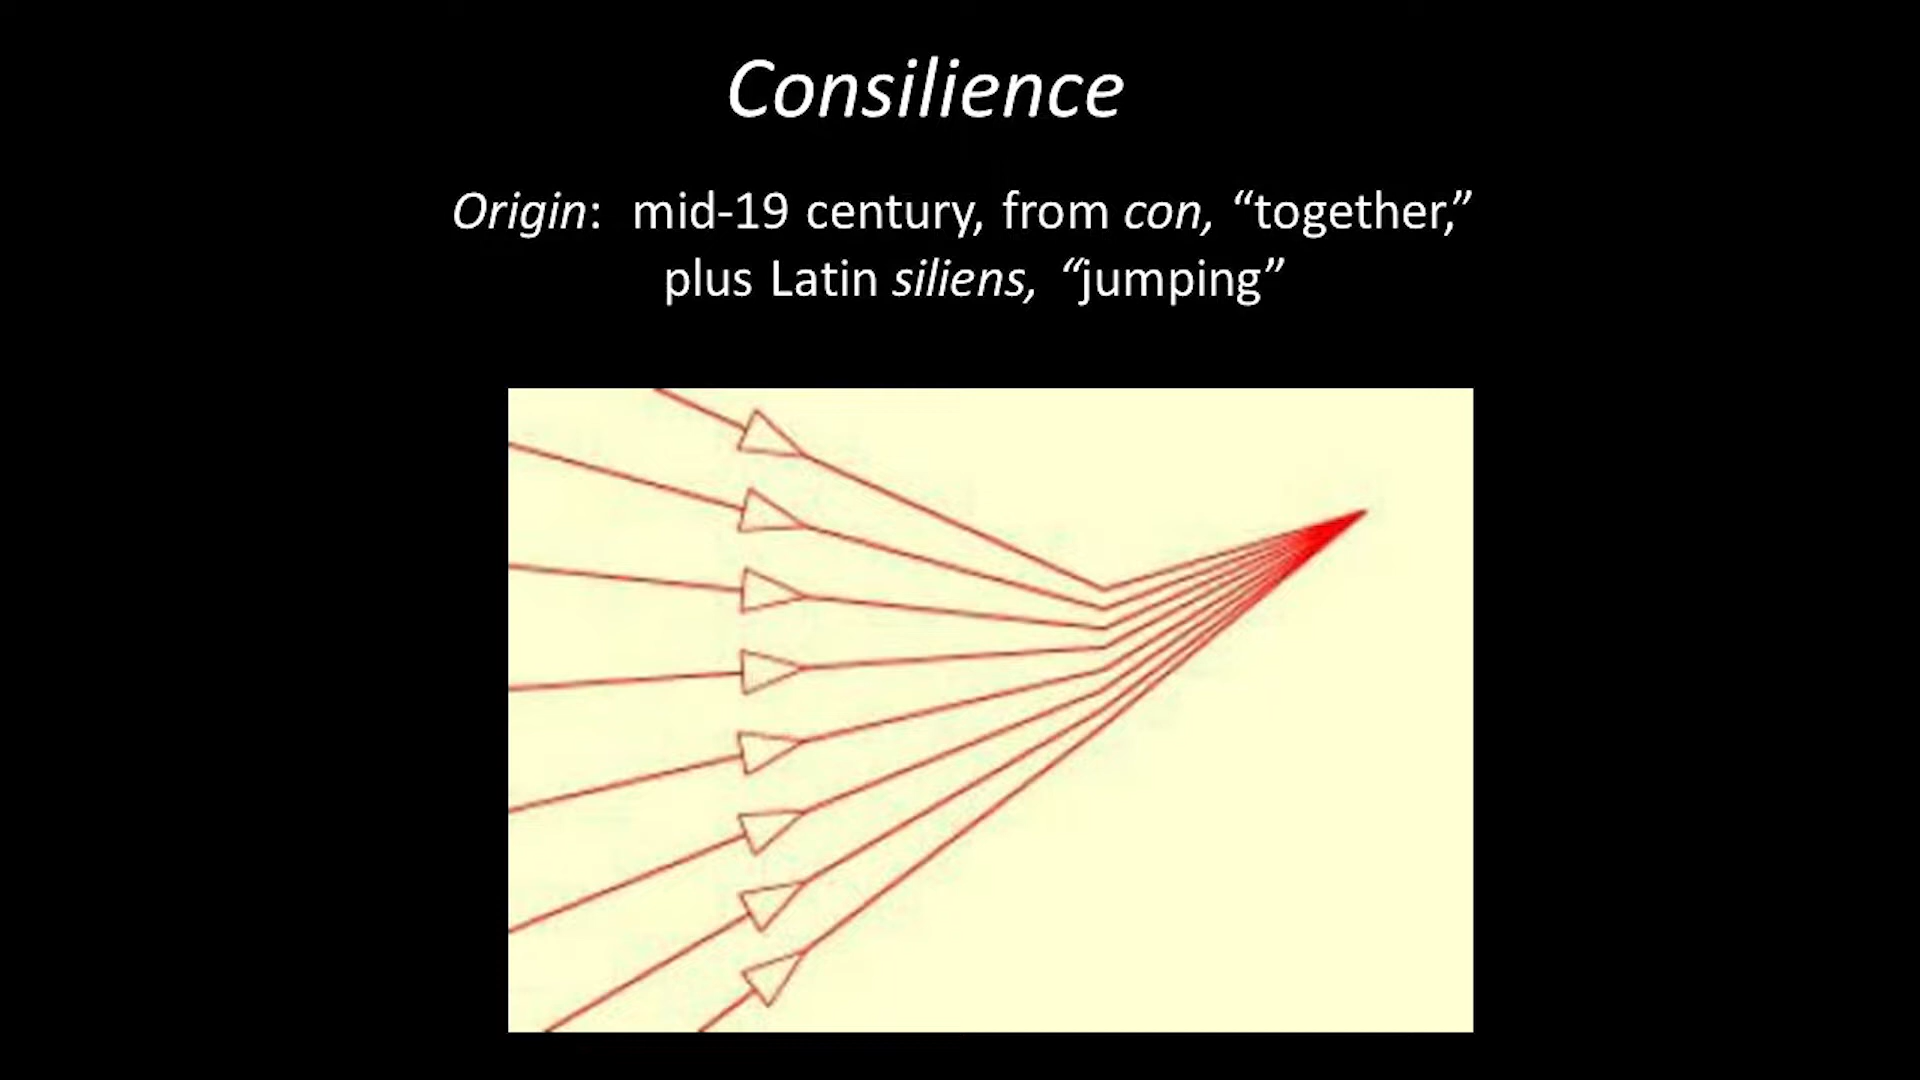 Consilience
Origin:  mid-19 century, from con, “together,”
plus Latin siliens,  “jumping”